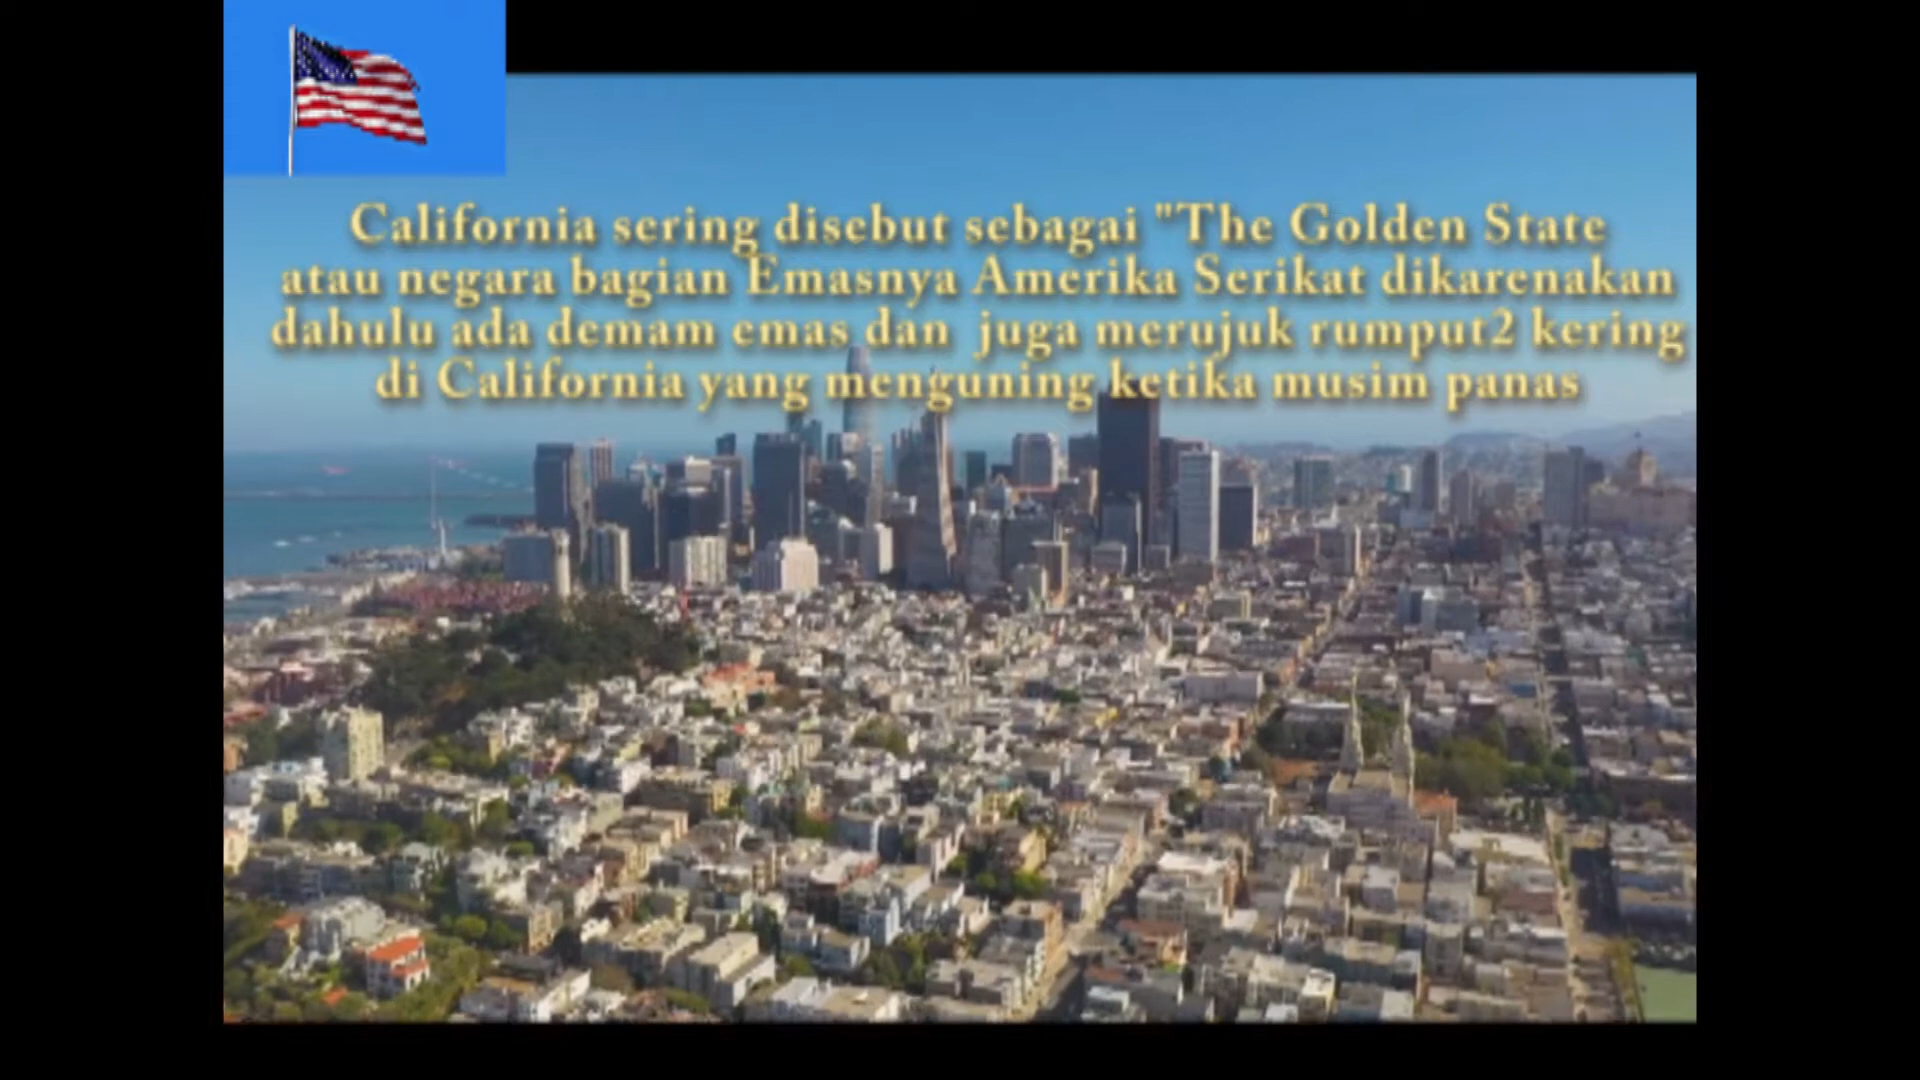 California sering disebut sebagai "The Golden State
atau negara bagian Emasnya Amerika Serikat dikarenakan
dahulu ada demam emas dan juga merujuk rumput2 kering
di California yang menguning ketika musim panas